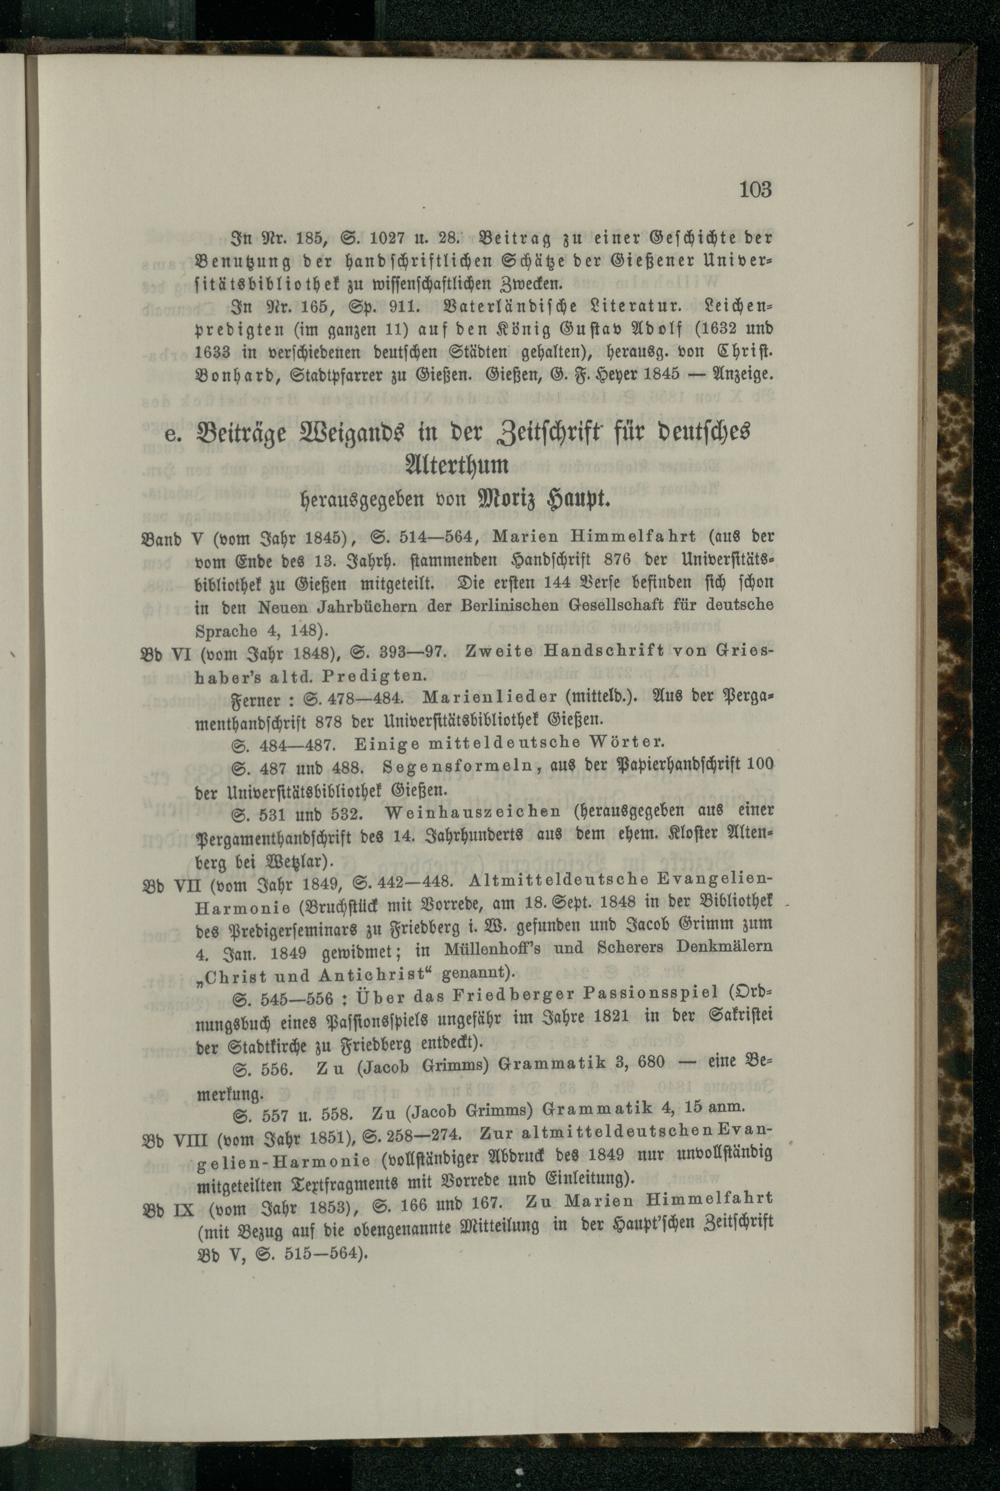 103
In Nr. 185, S. 1027 u. 28. Beitrag zu einer Geschichte der
Benutzung der handschriftlichen Schätze der Gießener Univer-
sitätsbibliothek zu wissenschaftlichen Zwecken.
In Nr. 165, Sp. 911. Vaterländische Literatur. Leichen-
predigten (im ganzen 11) auf den König Gustav Adolf (1632 und
1633 in verschiedenen deutschen Städten gehalten), herausg. von Christ.
Bonhard, Stadtpfarrer zu Gießen. Gießen, G. F. Heyer 1845 — Anzeige.
e. Beiträge Weigands in der Zeitschrift für deutsches
Alterthum
herausgegeben von Moriz Haupt.
Band V (vom Jahr 1845), S. 514—564, Marien Himmelfahrt (aus der
vom Ende des 13. Jahrh. stammenden Handschrift 876 der Universitäts-
bibliothek zu Gießen mitgeteilt. Die ersten 144 Verse befinden sich schon
in den Neuen Jahrbüchern der Berlinischen Gesellschaft für deutsche
Sprache 4, 148).
Bd VI (vom Jahr 1848), S. 393—97. Zweite Handschrift von Gries-
haber's altd. Predigten.
Ferner : S. 478—484. Marienlieder (mitteld.). Aus der Perga-
menthandschrift 878 der Universitätsbibliothek Gießen.
S. 484—487. Einige mitteldeutsche Wörter.
S. 487 und 488. Segensformeln, aus der Papierhandschrift 100
der Universitätsbibliothek Gießen.
S. 531 und 532. Weinhauszeichen (herausgegeben aus einer
Pergamenthandschrift des 14. Jahrhunderts aus dem ehem. Kloster Alten-
berg bei Wetzlar).
Bd VII (vom Jahr 1849, S. 442—448. Altmitteldeutsche Evangelien-
Harmonie (Bruchstück mit Vorrede, am 18. Sept. 1848 in der Bibliothek
des Predigerseminars zu Friedberg i. W. gefunden und Jacob Grimm zum
4. Jan. 1849 gewidmet; in Müllenhoff's und Scherers Denkmälern
„Christ und Antichrist“ genannt).
S. 545—556 : Über das Friedberger Passionsspiel (Ord-
nungsbuch eines Passionsspiels ungefähr im Jahre 1821 in der Sakristei
der Stadtkirche zu Friedberg entdeckt).
S. 556. Zu (Jacob Grimms) Grammatik 3, 680 — eine Be-
merkung.
S. 557 u. 558. Zu (Jacob Grimms) Grammatik 4, 15 anm.
Bd VIII (vom Jahr 1851), S. 258—274. Zur altmitteldeutschen Evan-
gelien-Harmonie (vollständiger Abdruck des 1849 nur unvollständig
mitgeteilten Textfragments mit Vorrede und Einleitung).
Bd IX (vom Jahr 1853), S. 166 und 167. Zu Marien Himmelfahrt
(mit Bezug auf die obengenannte Mitteilung in der Haupt'schen Zeitschrift
Bd V, S. 515—564).